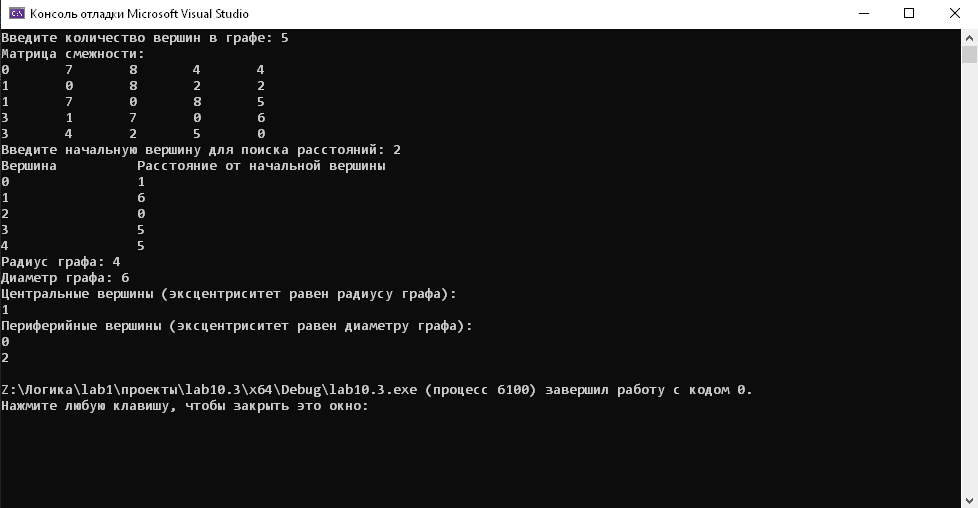 Консоль отладки Microsoft Visual Studio
Введите количество вершин в графе: 5
Матрица смежности:
0 7 8 4 4
1 0 8 2 2
1 7 0 8 5
3 1 7 0 6
3 4 2 5 0
Введите начальную вершину для поиска расстояний: 2
Вершина Расстояние от начальной вершины
0 1
1 6
2 0
3 5
4 5
Радиус графа: 4
Диаметр графа: 6
Центральные вершины (эксцентриситет равен радиусу графа):
1
Периферийные вершины (эксцентриситет равен диаметру графа):
0
2
Z:\Логика\lab1\проекты\lab10.3\x64\Debug\lab10.3.exe (процесс 6100) завершил работу с кодом 0.
Нажмите любую клавишу, чтобы закрыть это окно: